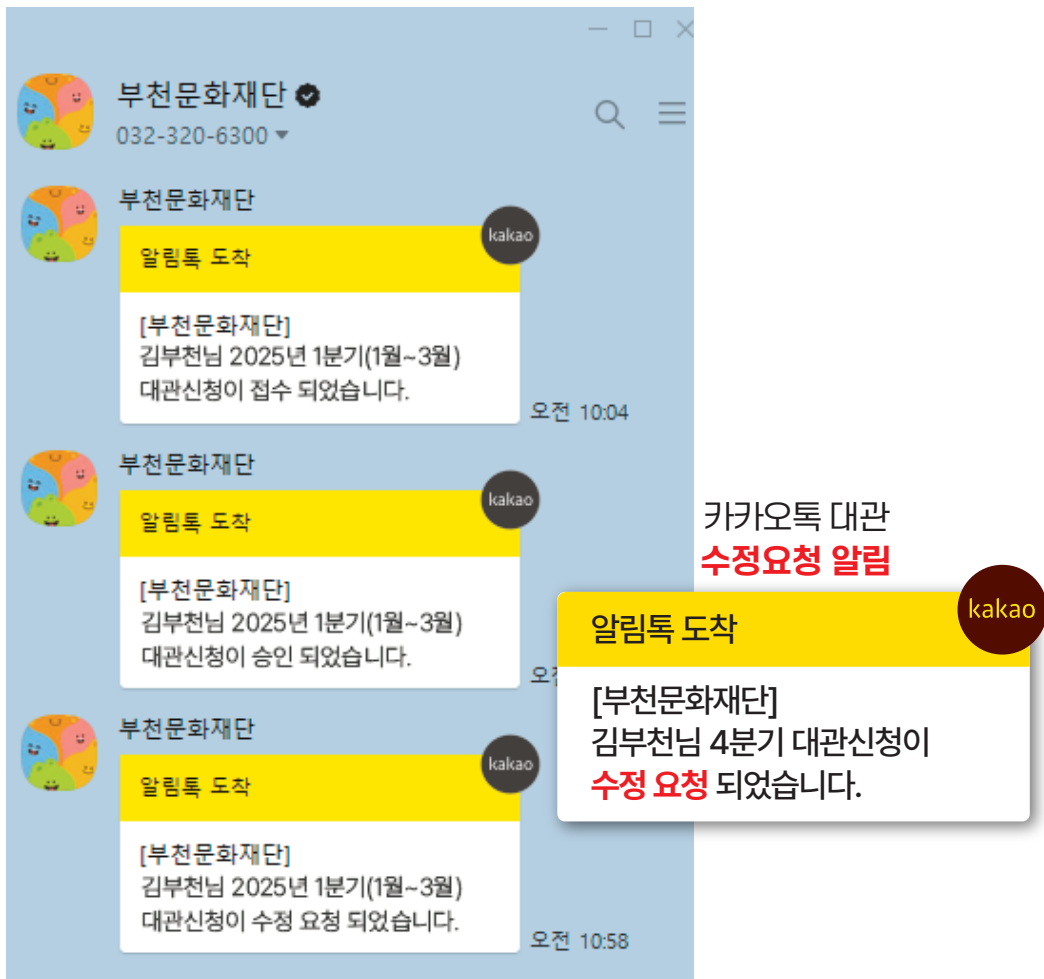 부천문화재단
032-320-6300
부천문화재단
kakao
알림톡 도착
[부천문화재단]
김부천님 2025년 1분기(1월~3월)
대관신청이 접수 되었습니다.
오전 10:04
부천문화재단
kakao
알림톡 도착
[부천문화재단]
김부천님 2025년 1분기(1월~3월)
대관신청이 승인 되었습니다.
부천문화재단
kakao
알림톡 도착
[부천문화재단]
김부천님 2025년 1분기(1월~3월)
대관신청이 수정 요청 되었습니다.
오전 10:58
카카오톡 대관
수정요청 알림
kakao
알림톡 도착
[부천문화재단]
김부천님 4분기 대관신청이
수정 요청 되었습니다.